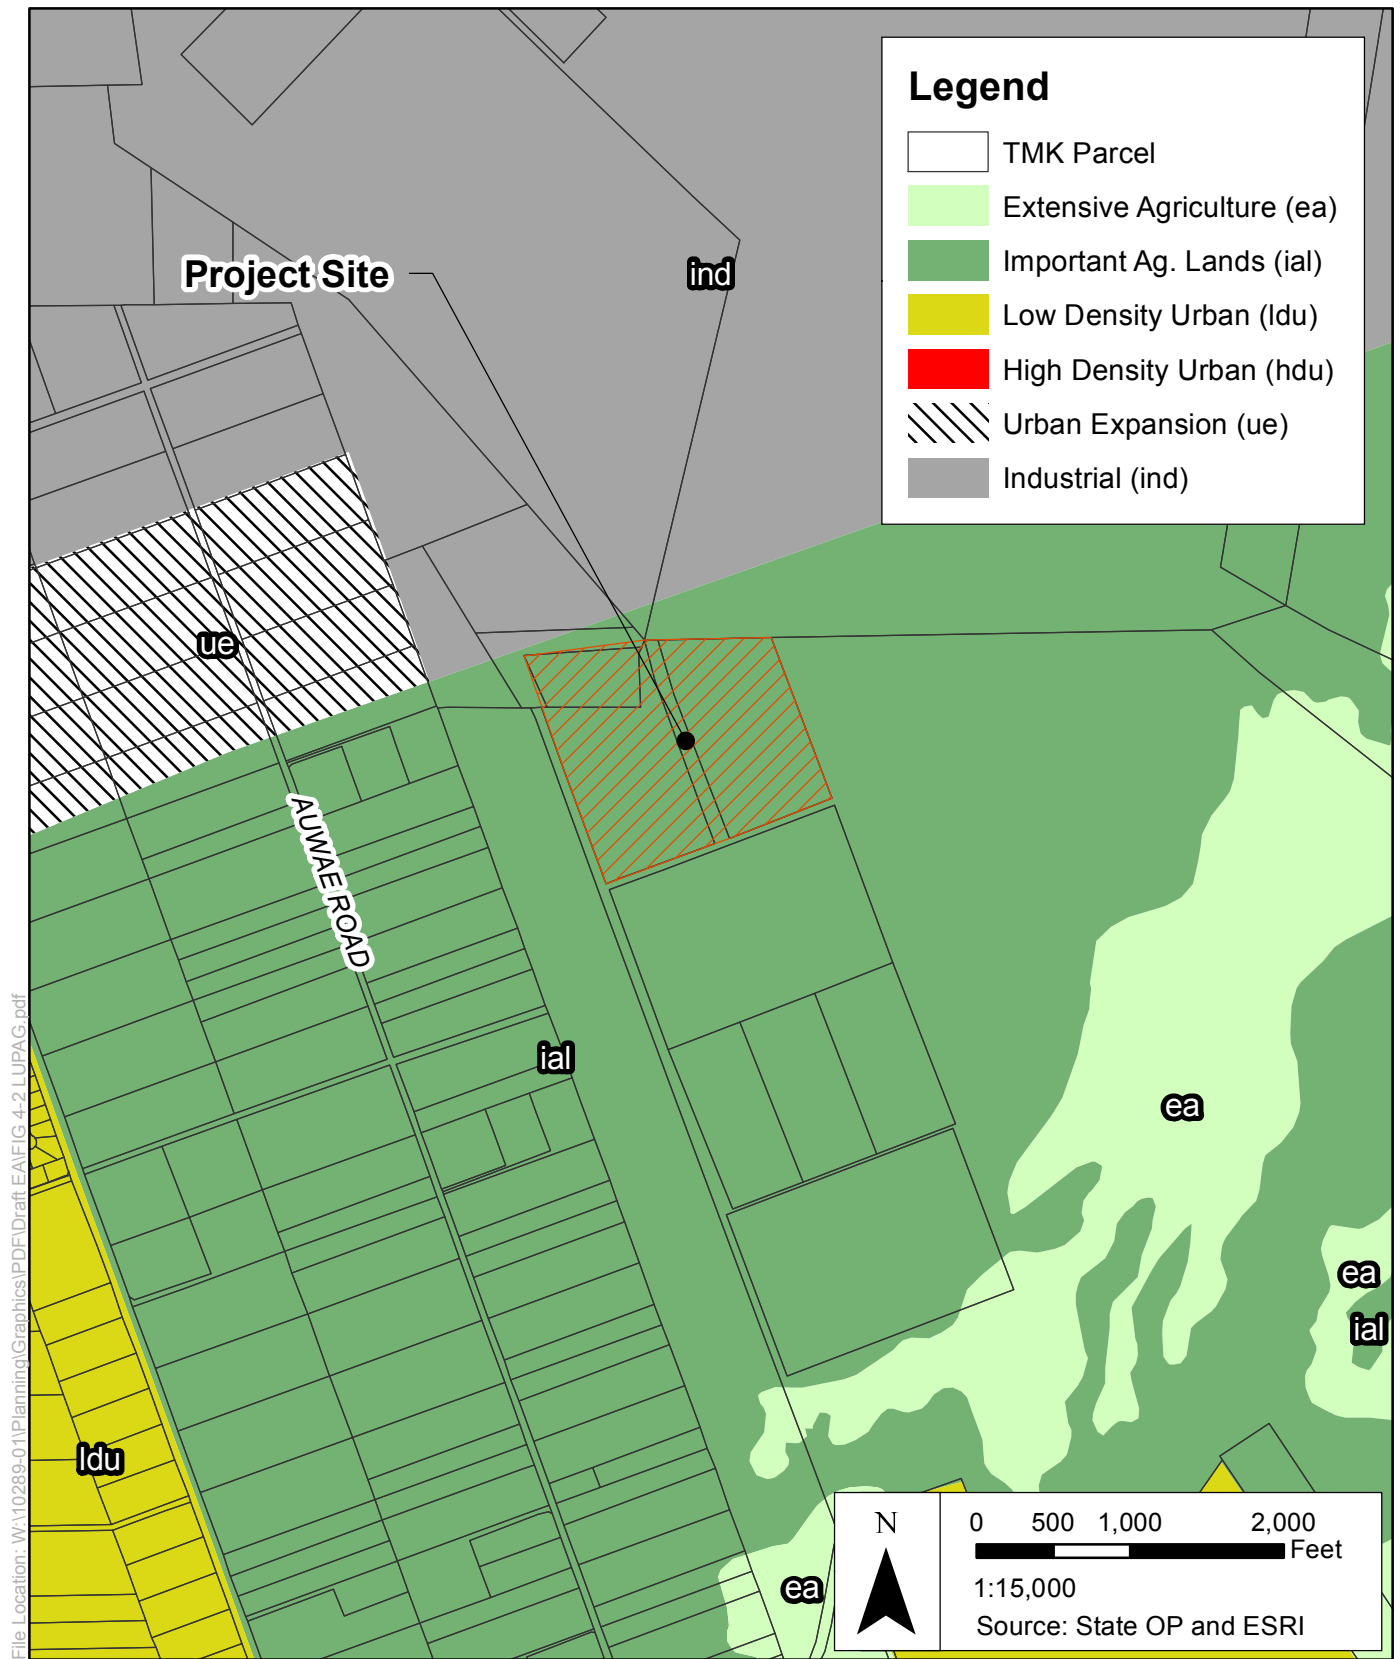 Legend
TMK Parcel
Extensive Agriculture (ea)
Important Ag. Lands (ial)
Low Density Urban (ldu)
High Density Urban (hdu)
Urban Expansion (ue)
Industrial (ind)
Project Site
ind
ue
AUWAE ROAD
ial
ea
ea
ial
ldu
ea
N
0 500 1,000 2,000
Feet
1:15,000
Source: State OP and ESRI
File Location: W:\10289-01\Planning\Graphics\PDF\Draft EA\FIG 4-2 LUPAG.pdf